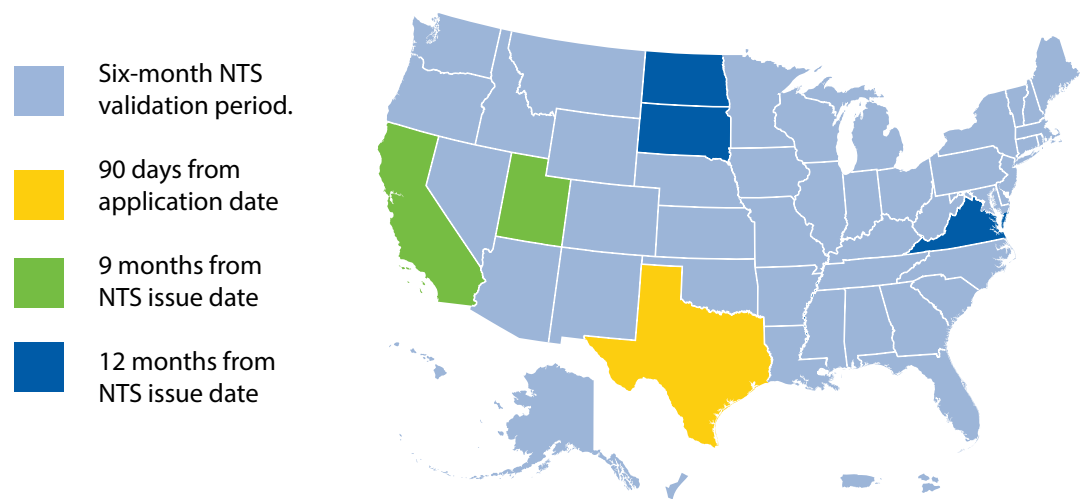 Six-month NTS
validation period.
90 days from
application date
9 months from
NTS issue date
12 months from
NTS issue date